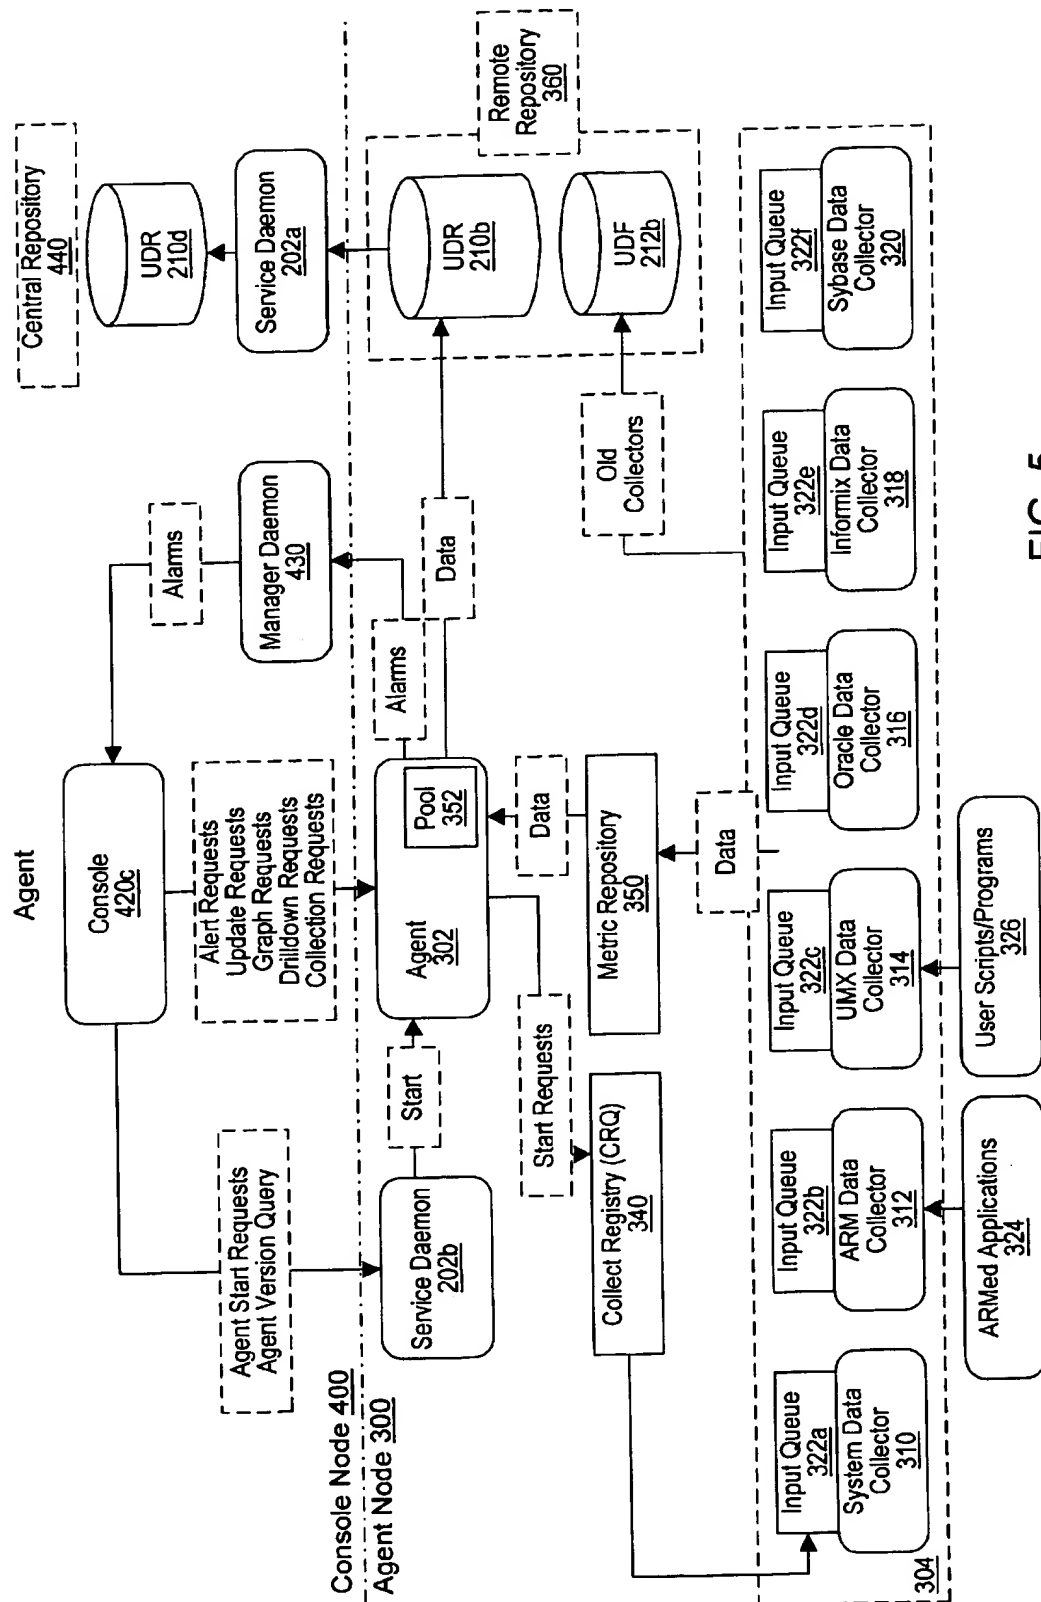 Agent
Console
420c
Alarms
Manager Daemon
430
Central Repository
440
UDR
210d
Service Daemon
202a
Agent Start Requests
Agent Version Query
Alert Requests
Update Requests
Graph Requests
Drilldown Requests
Collection Requests
Console Node 400
Agent Node 300
Service Daemon
202b
Start
Agent
302
Pool
352
Alarms
Data
UDR
210b
UDF
212b
Remote
Repository
360
Start Requests
Data
Old
Collectors
Collect Registry (CRQ)
340
Metric Repository
350
Data
304
Input Queue
322a
System Data
Collector
310
Input Queue
322b
ARM Data
Collector
312
Input Queue
322c
UMX Data
Collector
314
Input Queue
322d
Oracle Data
Collector
316
Input Queue
322e
Informix Data
Collector
318
Input Queue
322f
Sybase Data
Collector
320
ARMed Applications
324
User Scripts/Programs
326